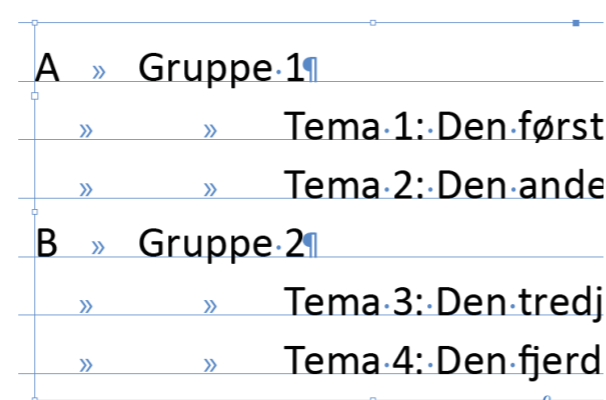 A » Gruppe 1¶
» » Tema 1: Den først
» » Tema 2: Den ande
B » Gruppe 2¶
» » Tema 3: Den tredj
» » Tema 4: Den fjerd